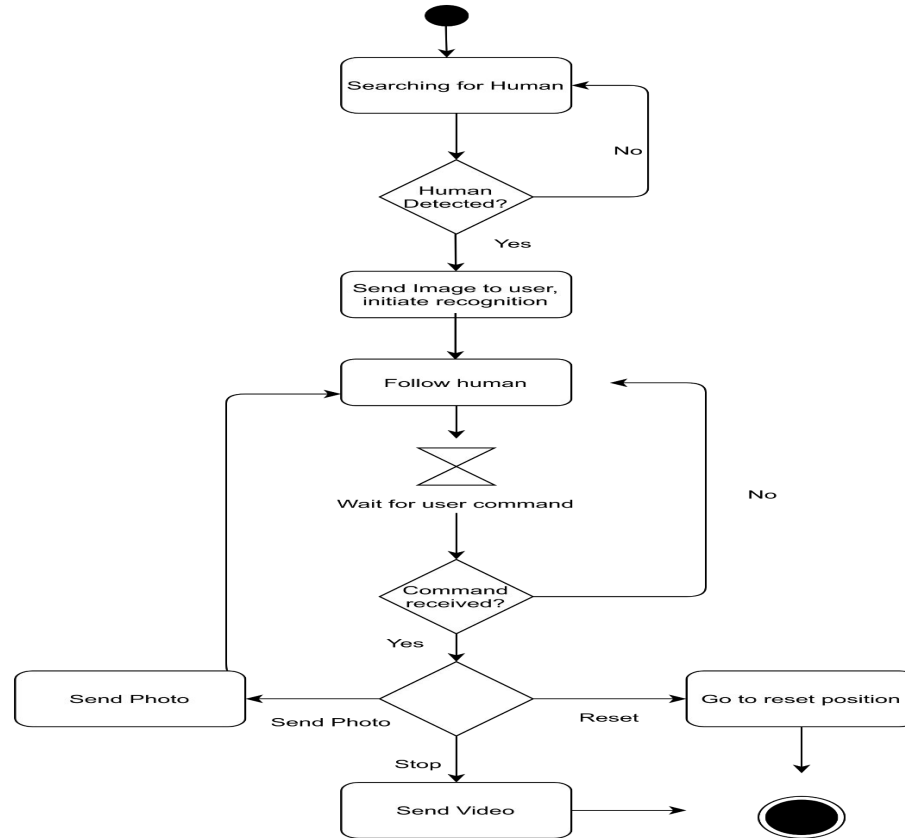 Searching for Human
No
Human
Detected?
Yes
Send Image to user,
initiate recognition
Follow human
No
Wait for user command
Command
received?
Yes
Send Photo
Send Photo
Reset
Go to reset position
Stop
Send Video